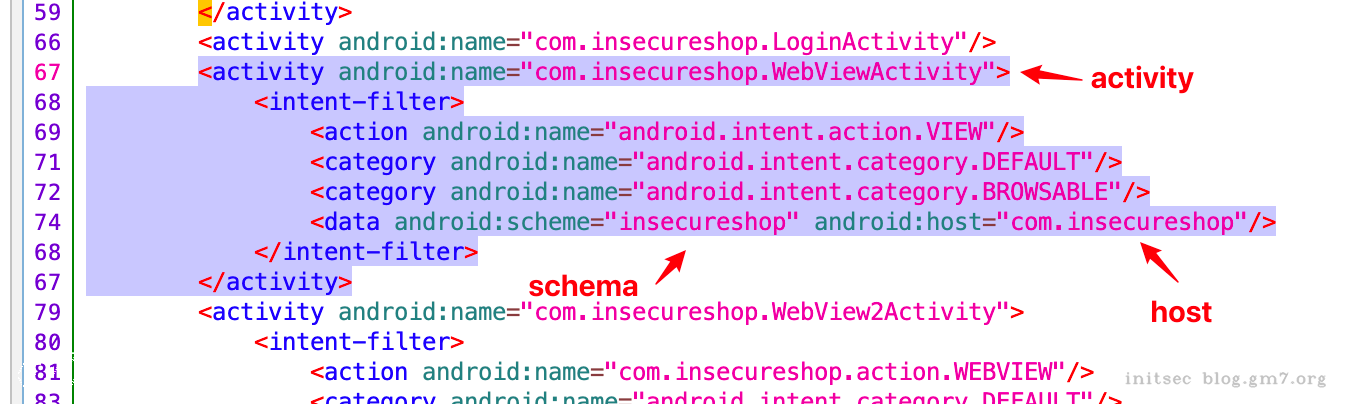 59 </activity>
66 <activity android:name="com.insecureshop.LoginActivity"/>
67 <activity android:name="com.insecureshop.WebViewActivity"> activity
68 <intent-filter>
69 <action android:name="android.intent.action.VIEW"/>
71 <category android:name="android.intent.category.DEFAULT"/>
72 <category android:name="android.intent.category.BROWSABLE"/>
74 <data android:scheme="insecureshop" android:host="com.insecureshop"/>
68 </intent-filter>
67 </activity>
schema
79 <activity android:name="com.insecureshop.WebView2Activity"> host
80 <intent-filter>
81 <action android:name="com.insecureshop.action.WEBVIEW"/>
initsec blog.gm7.org
83 <category android:name="android.intent.category.DEFAULT"/>